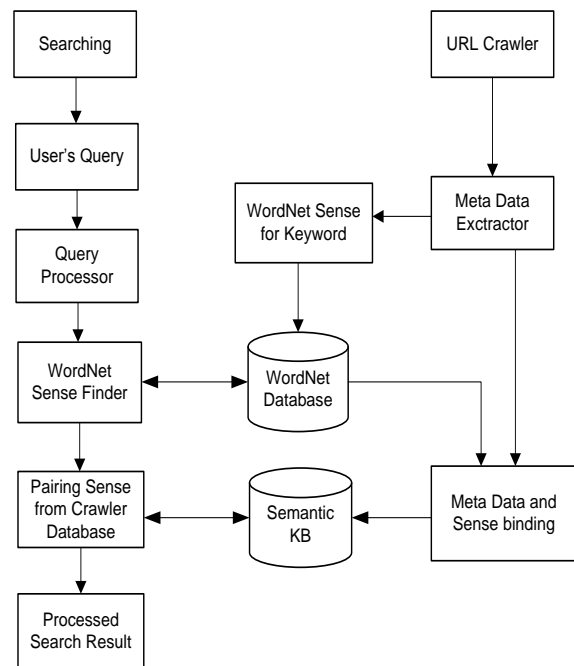 Searching
URL Crawler
User's Query
WordNet Sense
for Keyword
Meta Data
Exctractor
Query
Processor
WordNet
Sense Finder
WordNet
Database
Pairing Sense
from Crawler
Database
Semantic
KB
Meta Data and
Sense binding
Processed
Search Result